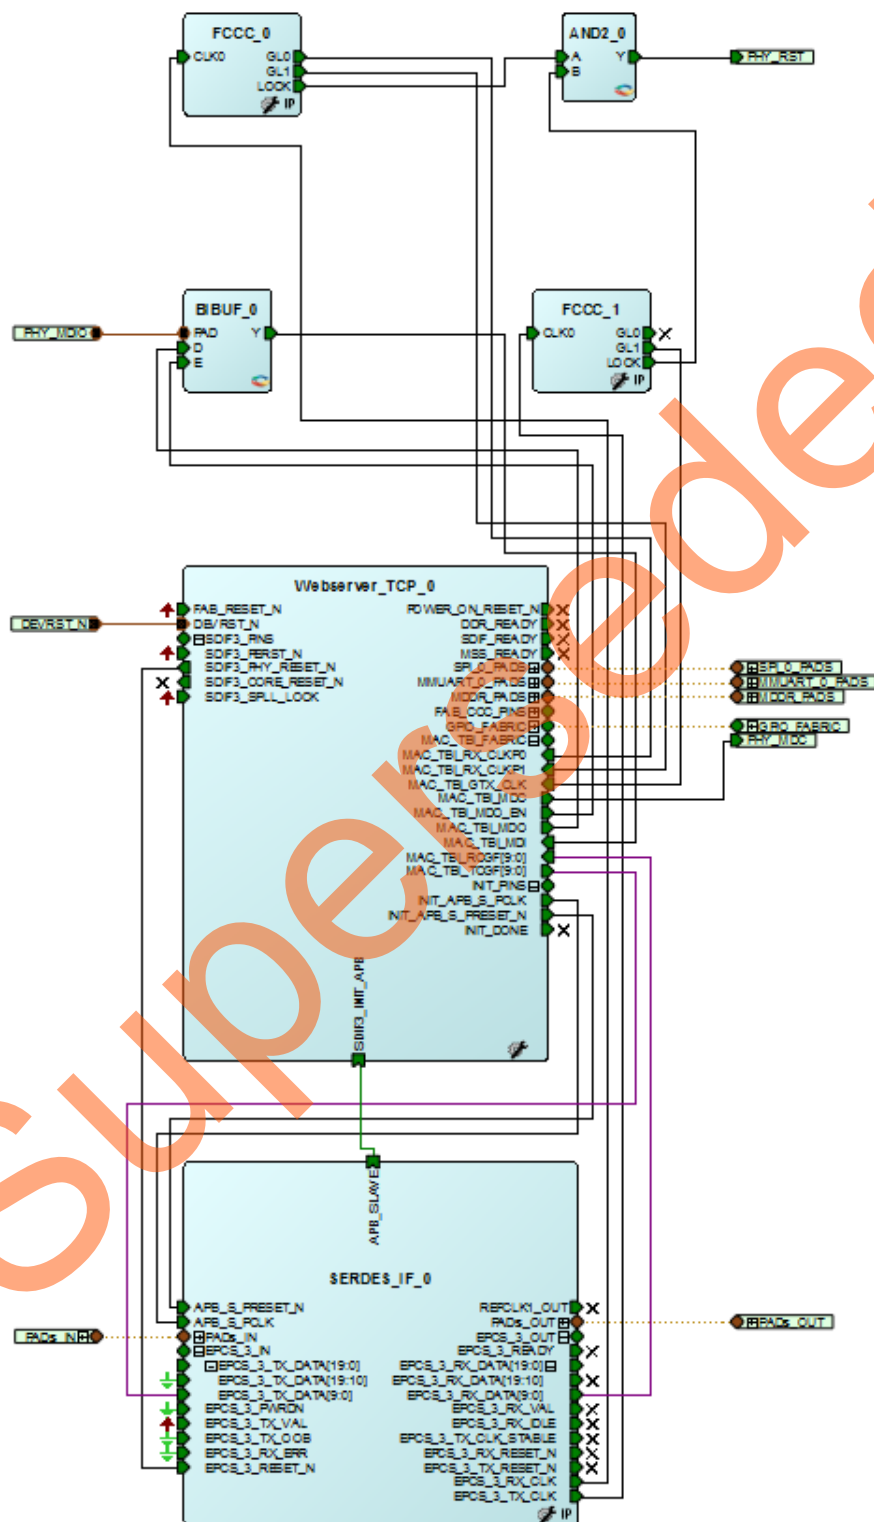 FCCC_0
CLK0
GL0
GL1
LOCK
IP
AND2_0
A
B
Y
PHY_RST
BIBUF_0
PHY_MDIO
PAD
D
E
Y
FCCC_1
CLK0
GL0
GL1
LOCK
IP
Webserver_TCP_0
FAB_RESET_N
DEVRST_N
DEVRST_N
SDIF3_PINS
SDIF3_PERST_N
SDIF3_PHY_RESET_N
SDIF3_CORE_RESET_N
SDIF3_SPLL_LOCK
POWER_ON_RESET_N
DDR_READY
SDIF_READY
MSS_READY
SPI_0_PADS
MMUART_0_PADS
MDDR_PADS
FAB_CCC_PINS
GPIO_FABRIC
MAC_TBI_FABRIC
MAC_TBI_RX_CLKP0
MAC_TBI_RX_CLKP1
MAC_TBI_GTX_CLK
MAC_TBI_MDC
MAC_TBI_MDO_EN
MAC_TBI_MDO
MAC_TBI_MDI
MAC_TBI_RCGF[9:0]
MAC_TBI_TCGF[9:0]
INIT_PINS
INIT_APB_S_PCLK
INIT_APB_S_PRESET_N
INIT_DONE
SPI_0_PADS
MMUART_0_PADS
MDDR_PADS
GPIO_FABRIC
PHY_MDC
SDIF3_INIT_APB
APB_SLAVE
SERDES_IF_0
APB_S_PRESET_N
APB_S_PCLK
PADs_IN
PADs_IN
EPCS_3_IN
EPCS_3_TX_DATA[19:0]
EPCS_3_TX_DATA[19:10]
EPCS_3_TX_DATA[9:0]
EPCS_3_PWRDN
EPCS_3_TX_VAL
EPCS_3_TX_OOB
EPCS_3_RX_ERR
EPCS_3_RESET_N
REFCLK1_OUT
PADs_OUT
EPCS_3_OUT
EPCS_3_READY
EPCS_3_RX_DATA[19:0]
EPCS_3_RX_DATA[19:10]
EPCS_3_RX_DATA[9:0]
EPCS_3_RX_VAL
EPCS_3_RX_IDLE
EPCS_3_TX_CLK_STABLE
EPCS_3_RX_RESET_N
EPCS_3_TX_RESET_N
EPCS_3_RX_CLK
EPCS_3_TX_CLK
IP
PADs_OUT
Superseded